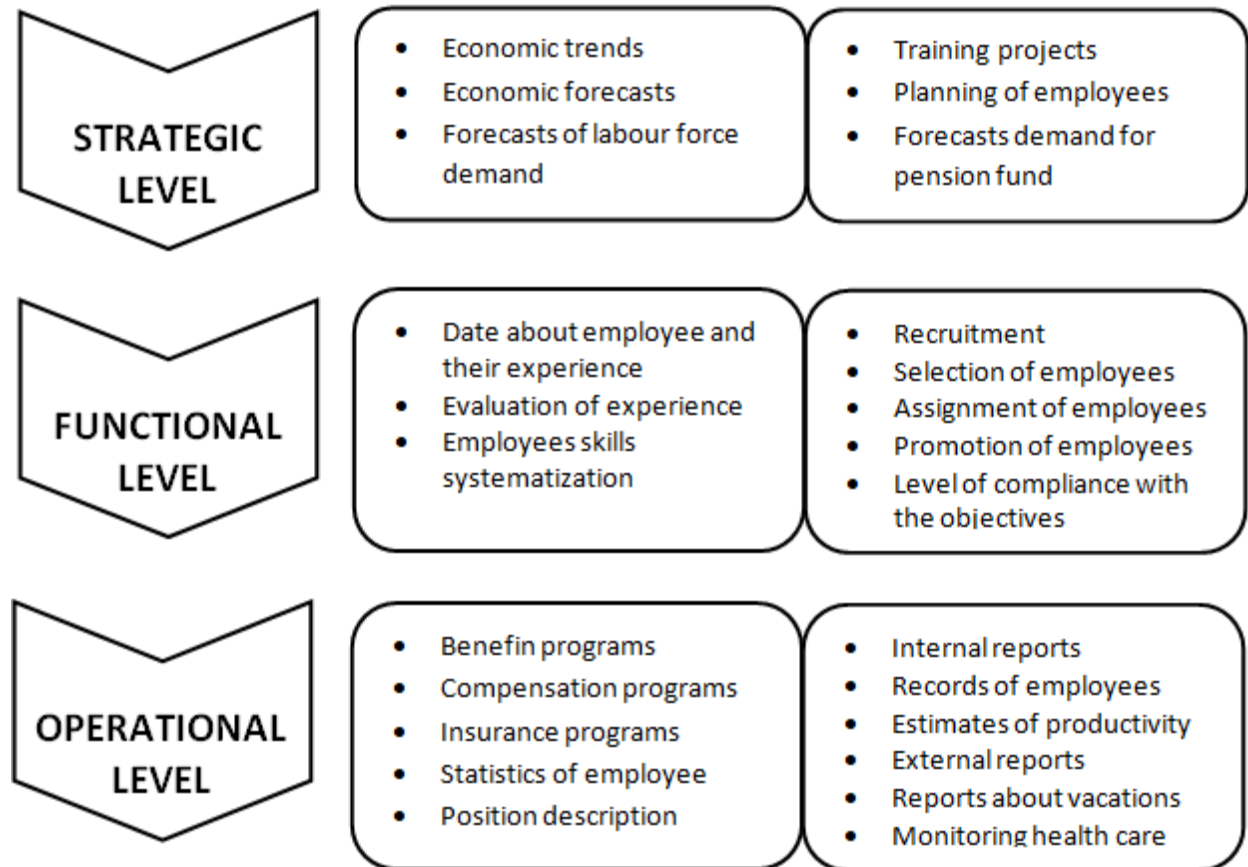 STRATEGIC
LEVEL
• Economic trends
• Economic forecasts
• Forecasts of labour force
demand
• Training projects
• Planning of employees
• Forecasts demand for
pension fund
FUNCTIONAL
LEVEL
• Date about employee and
their experience
• Evaluation of experience
• Employees skills
systematization
• Recruitment
• Selection of employees
• Assignment of employees
• Promotion of employees
• Level of compliance with
the objectives
OPERATIONAL
LEVEL
• Benefin programs
• Compensation programs
• Insurance programs
• Statistics of employee
• Position description
• Internal reports
• Records of employees
• Estimates of productivity
• External reports
• Reports about vacations
• Monitoring health care